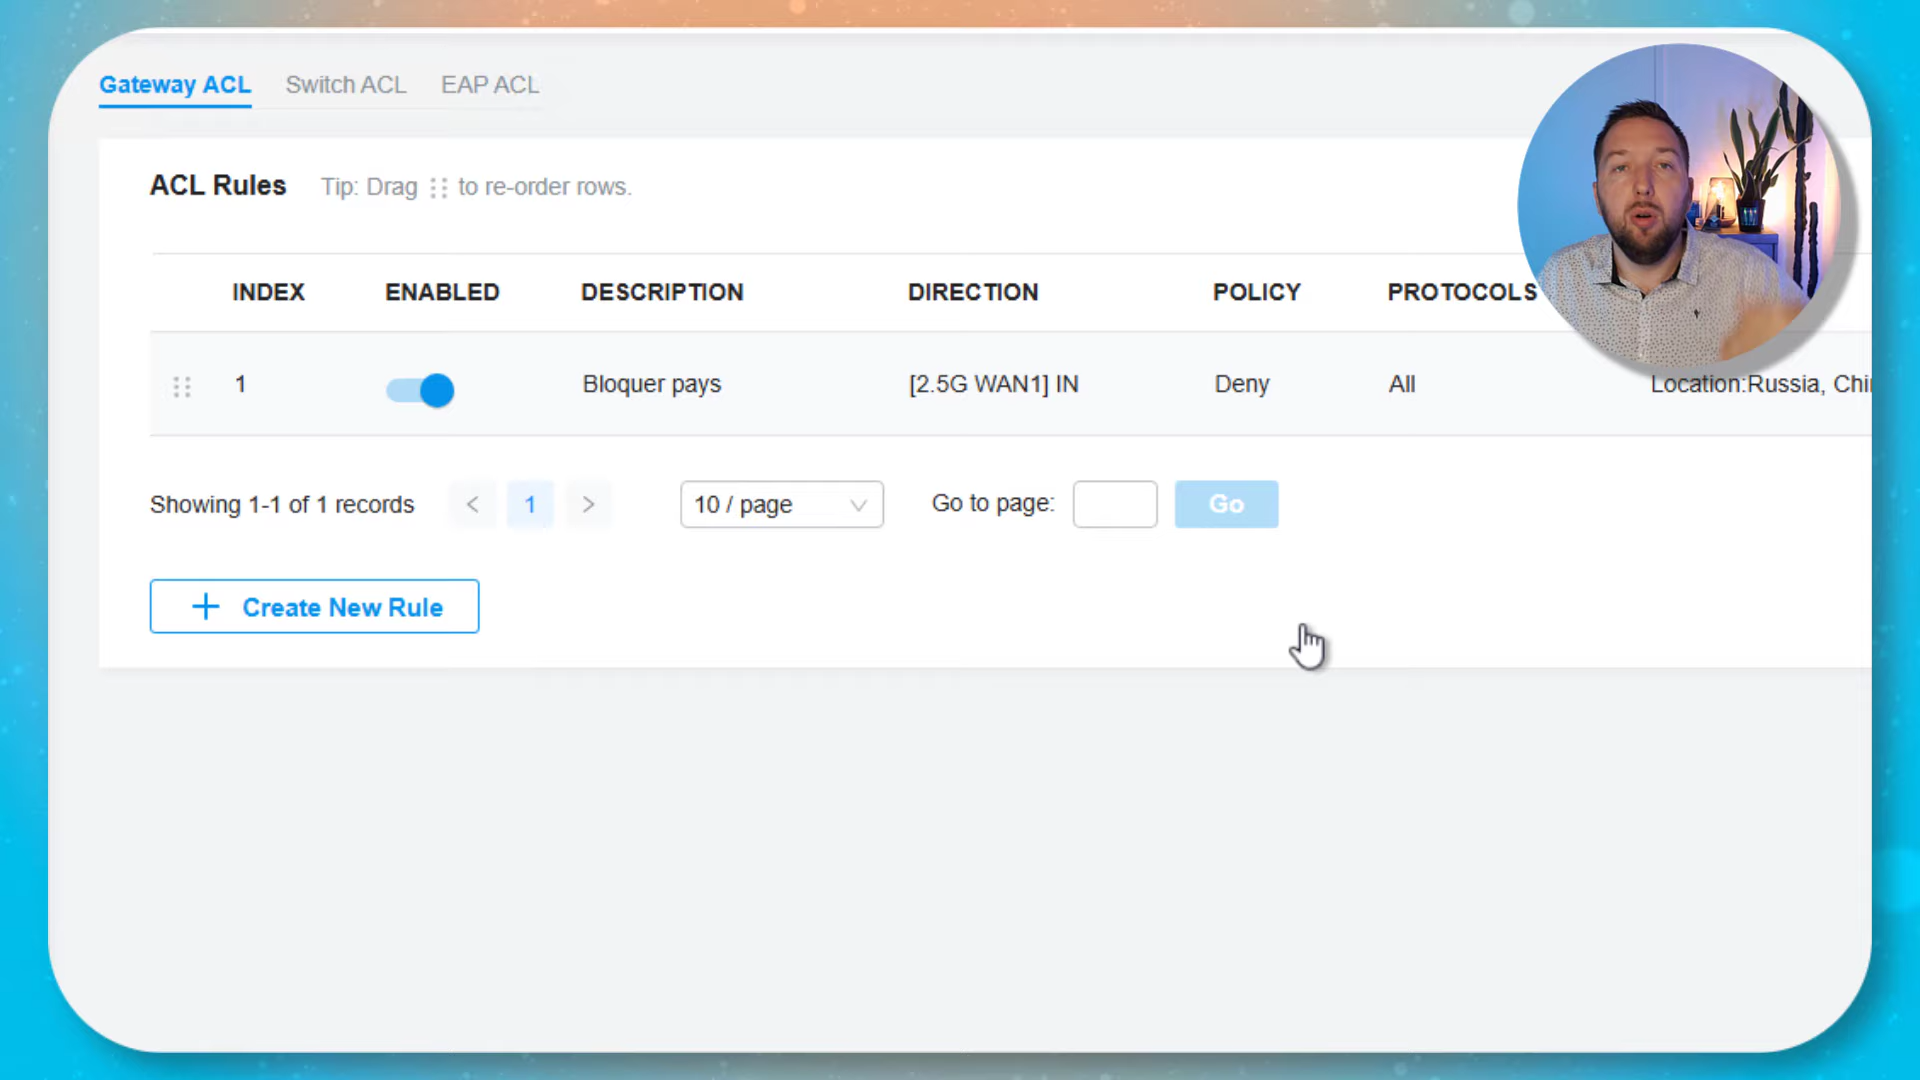 Gateway ACL Switch ACL EAP ACL
ACL Rules Tip: Drag to re-order rows.
INDEX ENABLED DESCRIPTION DIRECTION POLICY PROTOCOLS
1 Bloquer pays [2.5G WAN1] IN Deny All Location:Russia, Chi
Showing 1-1 of 1 records < 1 > 10 / page Go to page: Go
+ Create New Rule